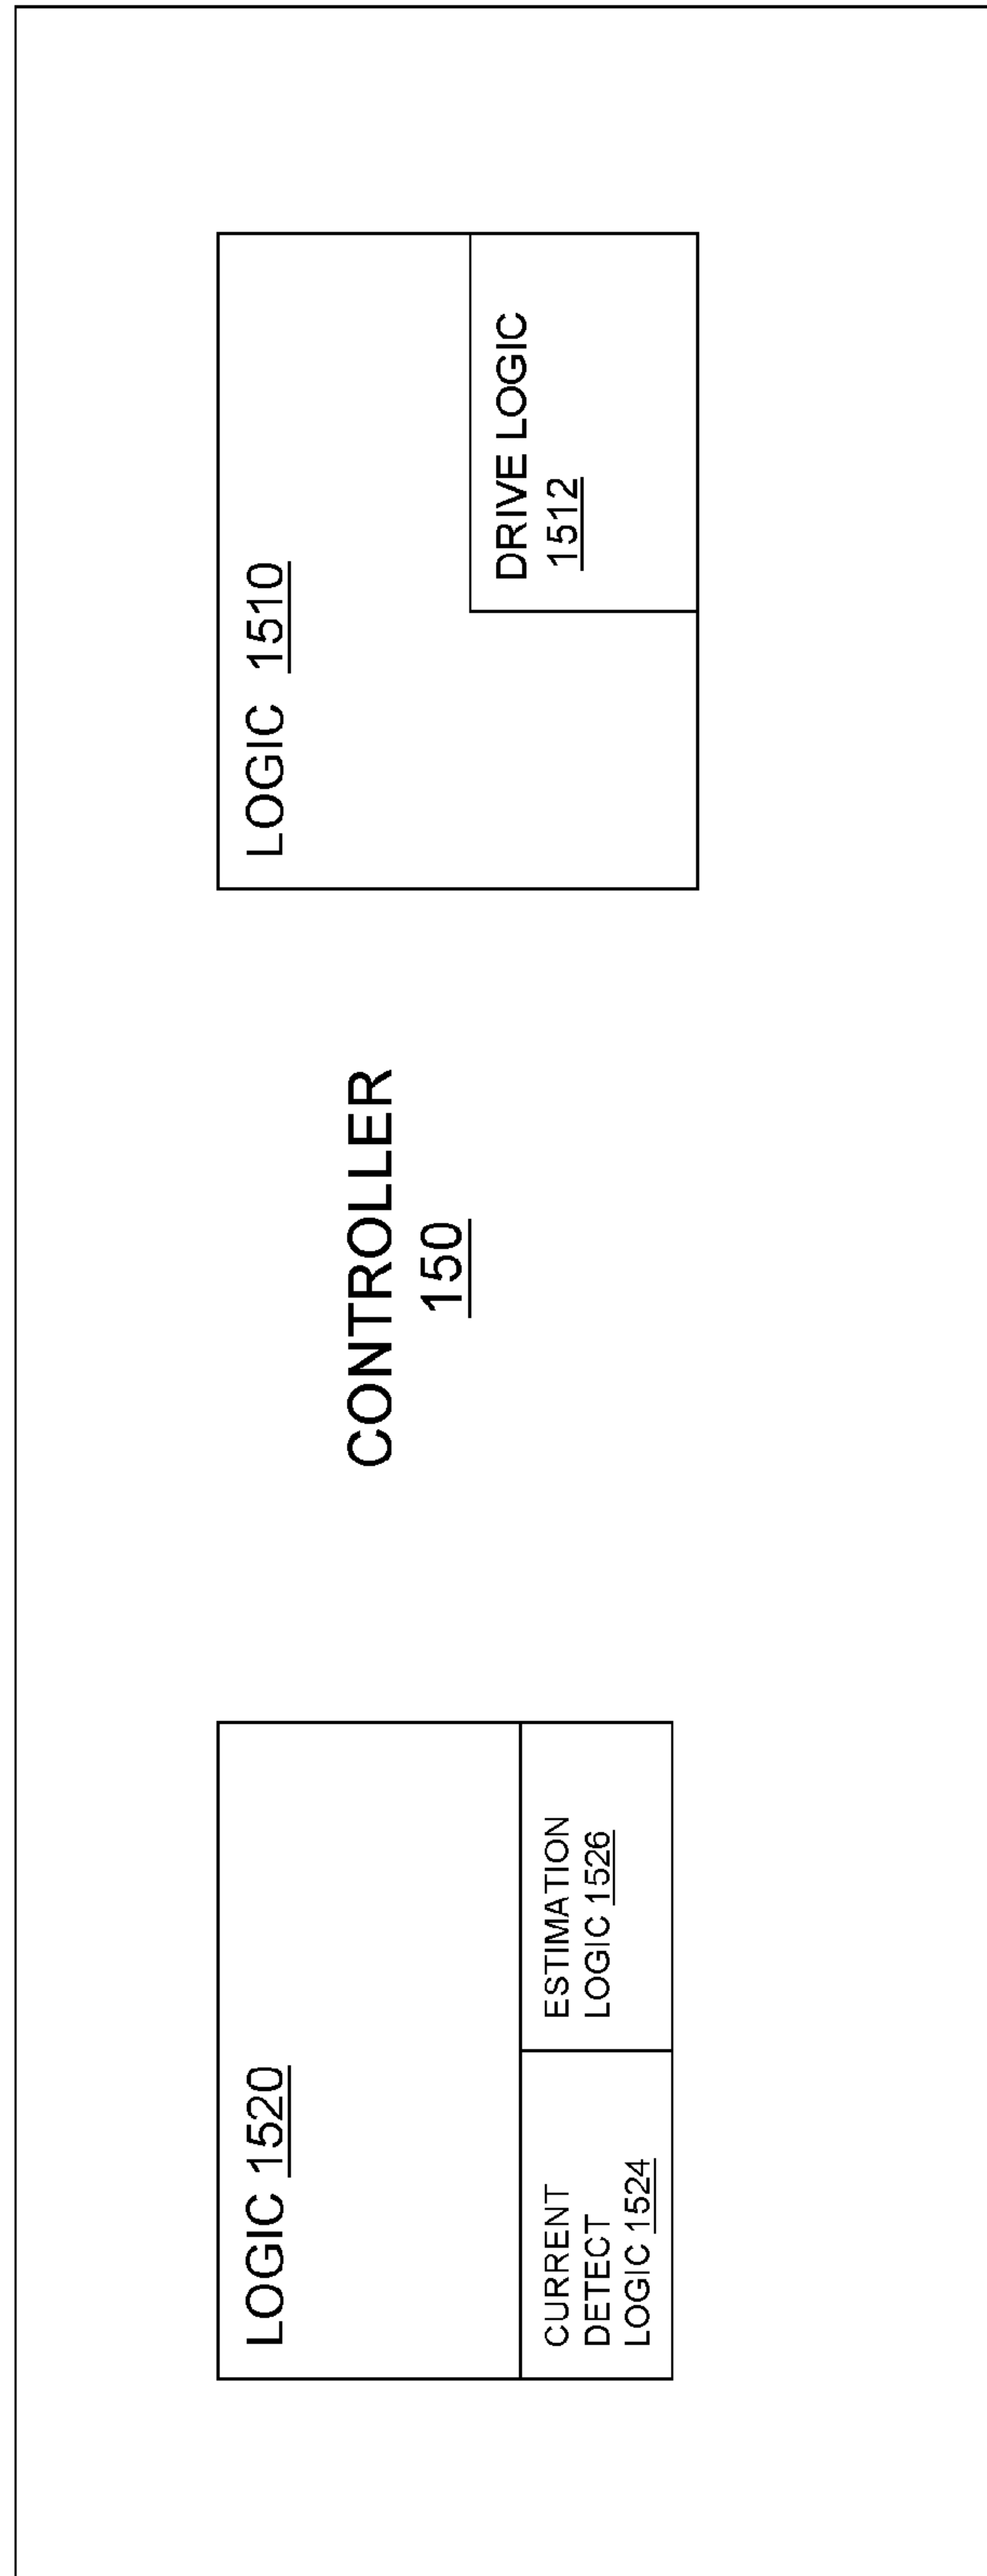 LOGIC 1520
CURRENT
DETECT
LOGIC 1524
ESTIMATION
LOGIC 1526
CONTROLLER
150
LOGIC 1510
DRIVE LOGIC
1512